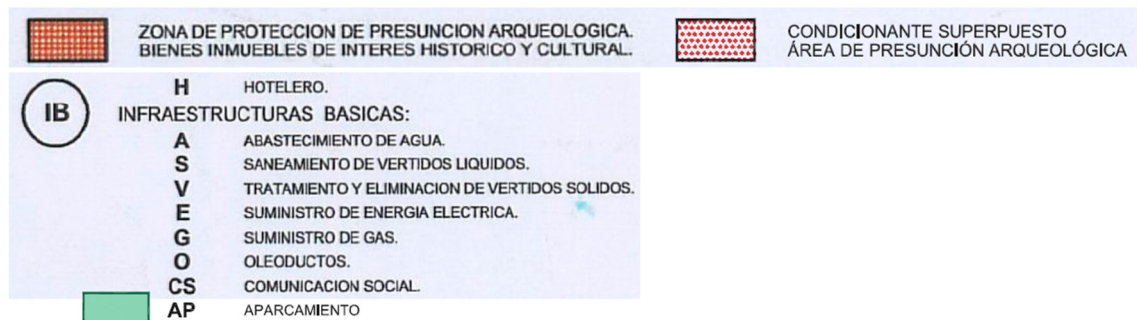 ZONA DE PROTECCION DE PRESUNCION ARQUEOLOGICA.
BIENES INMUEBLES DE INTERES HISTORICO Y CULTURAL.
CONDICIONANTE SUPERPUESTO
ÁREA DE PRESUNCIÓN ARQUEOLÓGICA
H HOTELERO.
IB INFRAESTRUCTURAS BASICAS:
A ABASTECIMIENTO DE AGUA.
S SANEAMIENTO DE VERTIDOS LIQUIDOS.
V TRATAMIENTO Y ELIMINACION DE VERTIDOS SOLIDOS.
E SUMINISTRO DE ENERGIA ELECTRICA.
G SUMINISTRO DE GAS.
O OLEODUCTOS.
CS COMUNICACION SOCIAL.
AP APARCAMIENTO